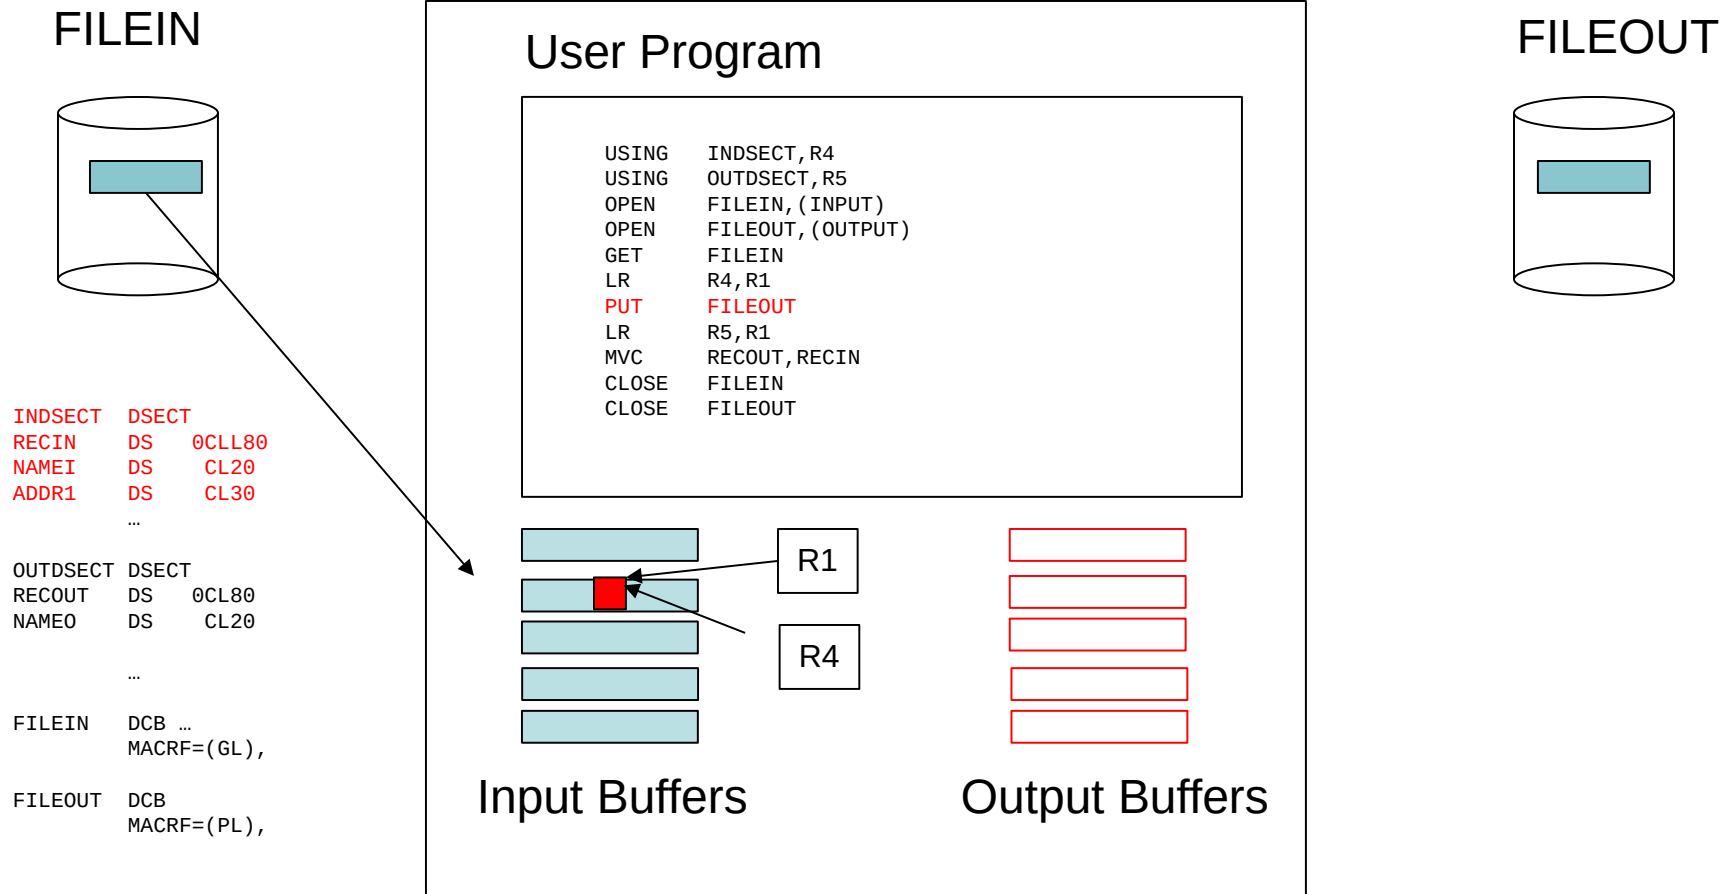 FILEIN
User Program
FILEOUT
USING INDSECT,R4
USING OUTDSECT,R5
OPEN FILEIN,(INPUT)
OPEN FILEOUT,(OUTPUT)
GET FILEIN
LR R4,R1
PUT FILEOUT
LR R5,R1
MVC RECOUT,RECIN
CLOSE FILEIN
CLOSE FILEOUT
INDSECT DSECT
RECIN DS 0CLL80
NAMEI DS CL20
ADDR1 DS CL30
…
OUTDSECT DSECT
RECOUT DS 0CL80
NAMEO DS CL20
…
FILEIN DCB …
MACRF=(GL),
FILEOUT DCB
MACRF=(PL),
R1
R4
Input Buffers
Output Buffers